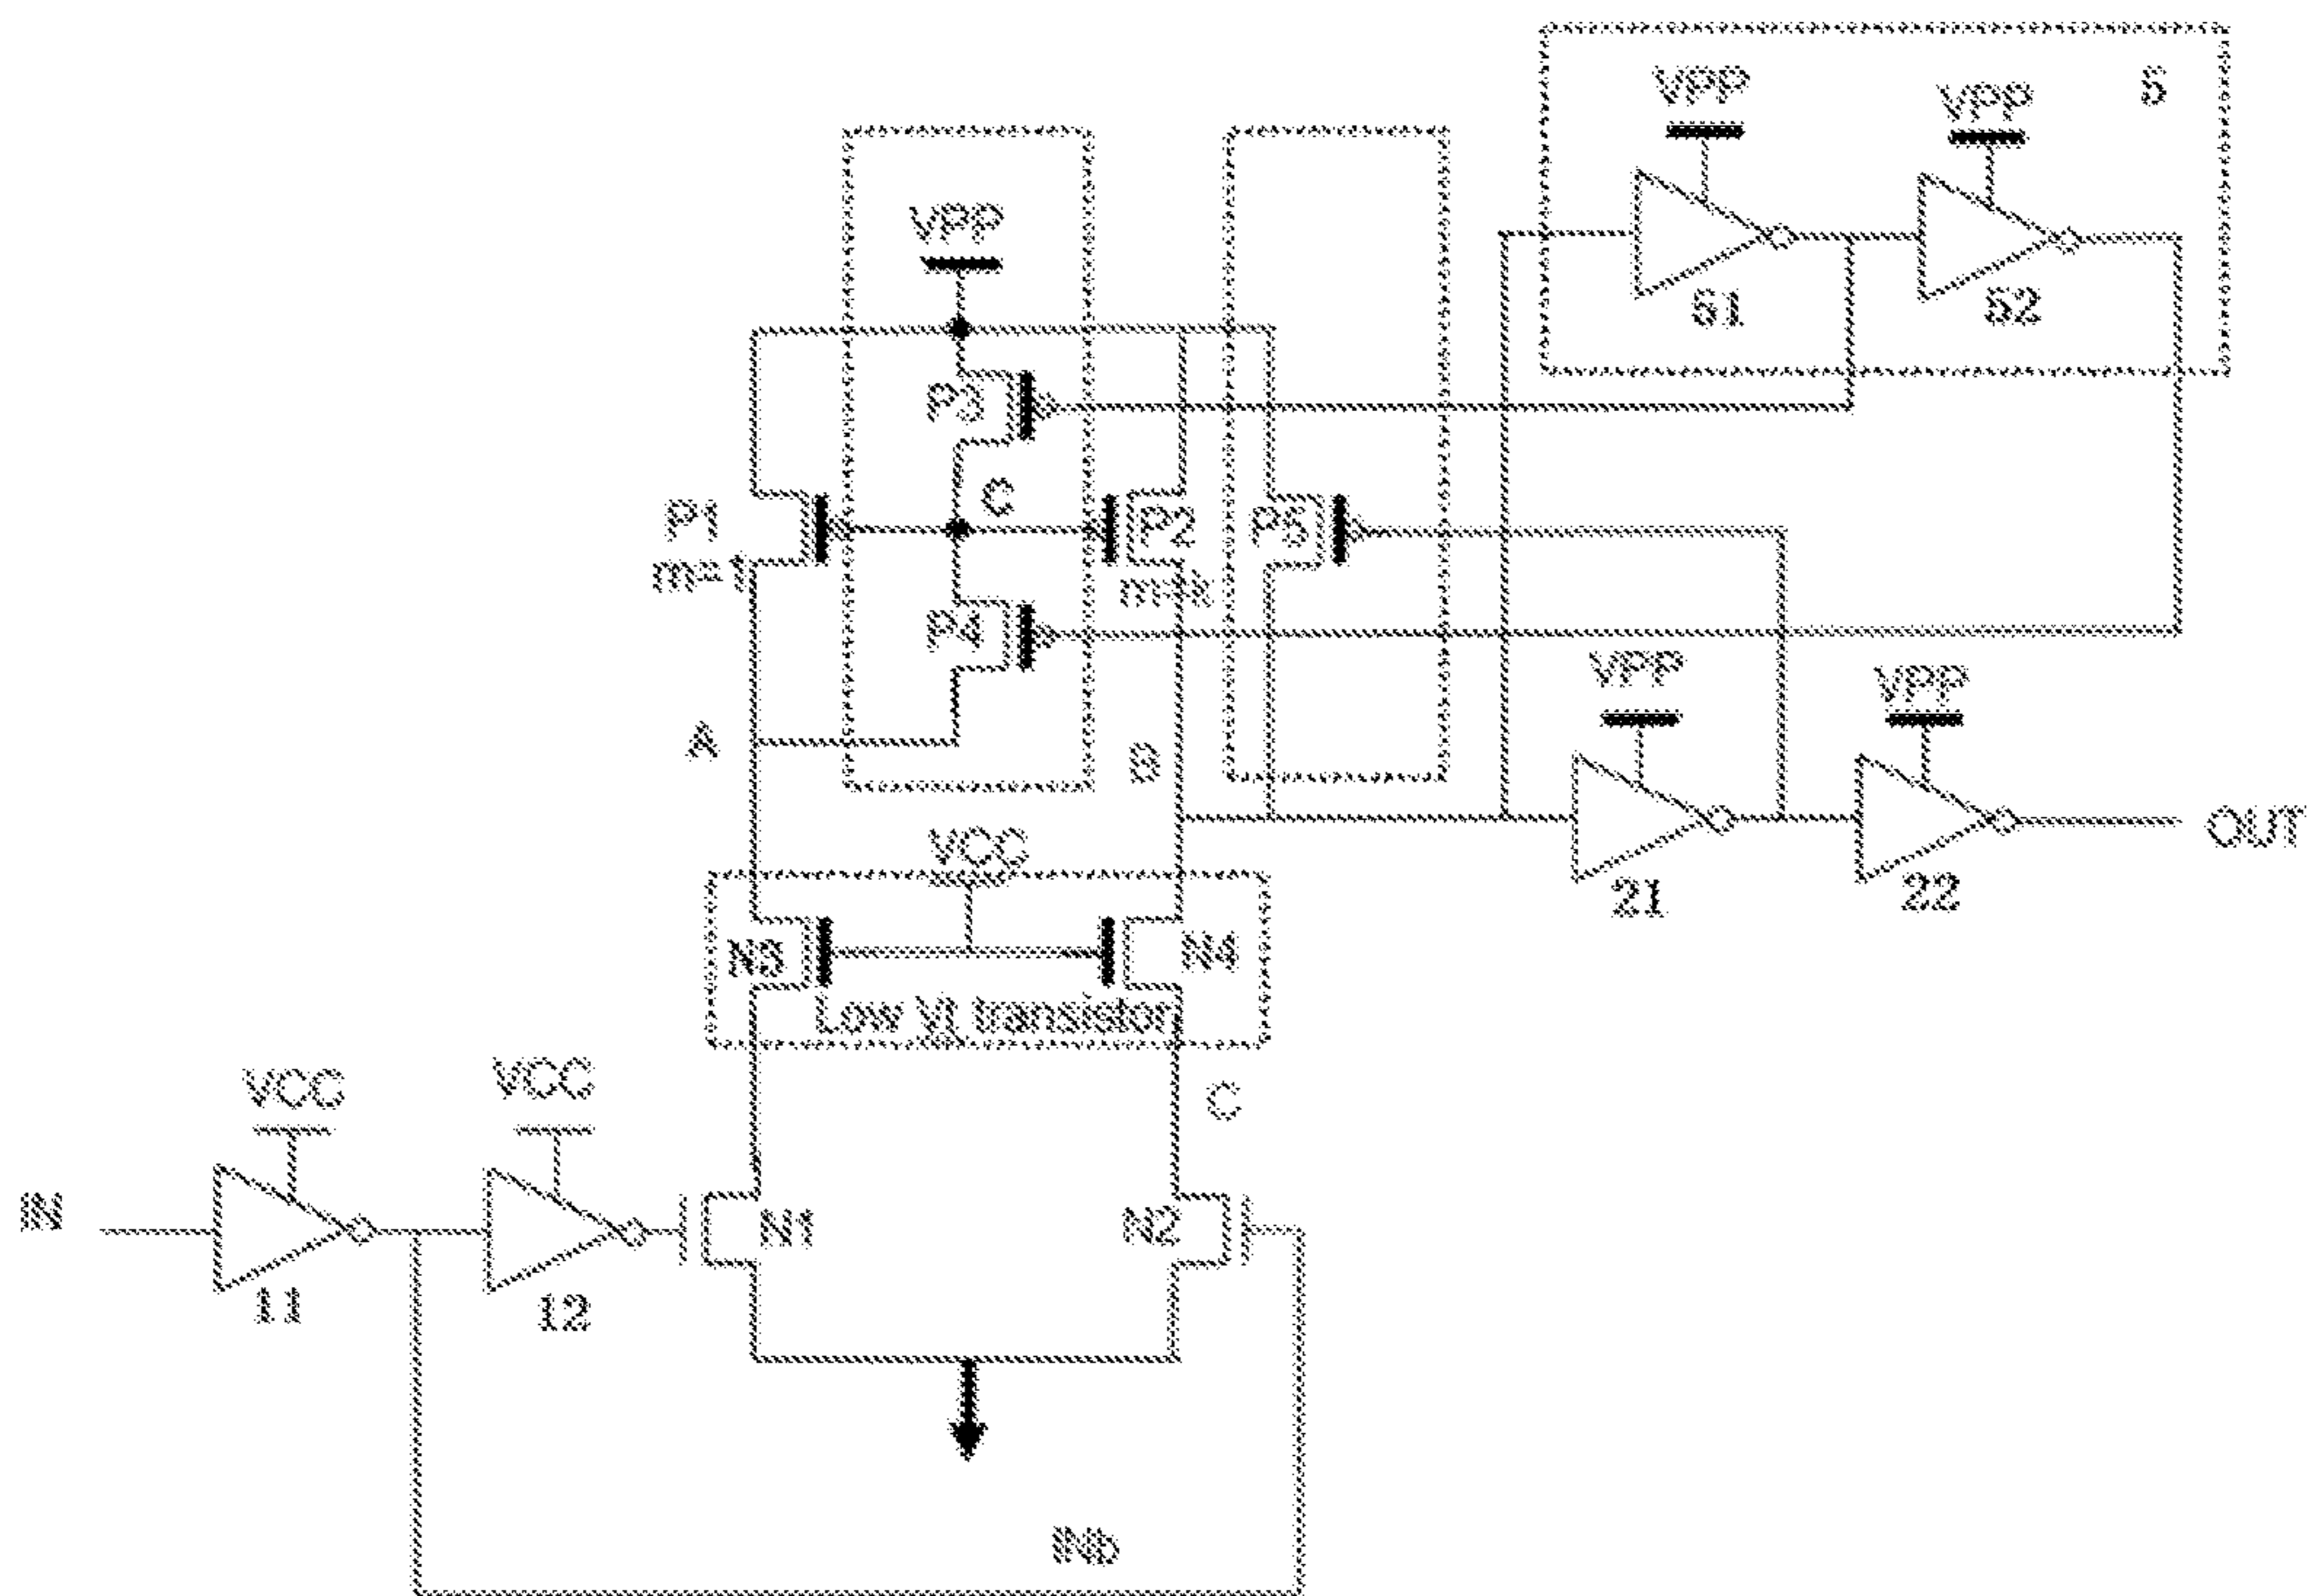 VPP
VPP
5
51
52
VPP
P3
C
P1
m=1
P2
m=k
P5
P4
A
B
VPP
VPP
21
22
OUT
VCC
N3
N4
Low Vt transistor
C
VCC
VCC
IN
11
12
N1
N2
INb